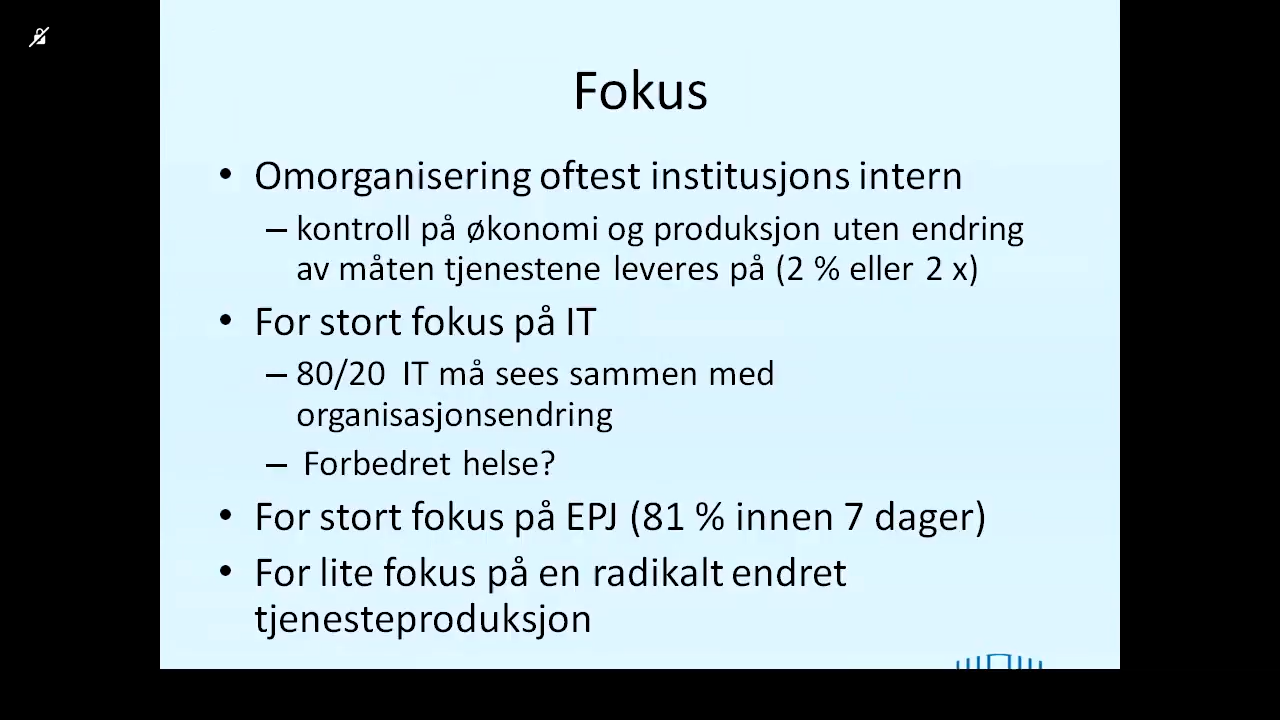 Fokus
• Omorganisering oftest institusjons intern
– kontroll på økonomi og produksjon uten endring
av måten tjenestene leveres på (2 % eller 2 x)
• For stort fokus på IT
– 80/20 IT må sees sammen med
organisasjonsendring
– Forbedret helse?
• For stort fokus på EPJ (81 % innen 7 dager)
• For lite fokus på en radikalt endret
tjenesteproduksjon